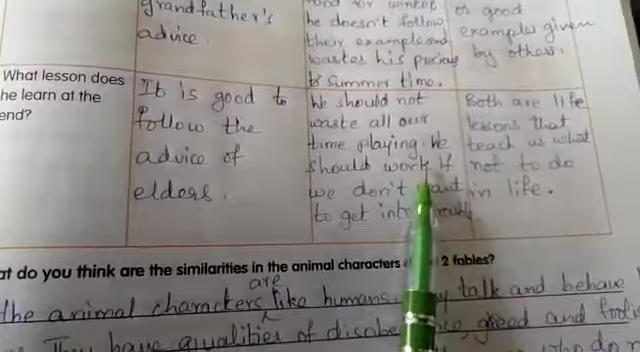 grandfather's
advice.
food for winter
he doesn't follow
their example and
wastes his precious
summer time.
of good
examples given
by others.
What lesson does
he learn at the
end?
It is good to
follow the
advice of
elders.
We should not
waste all our
time playing. We
should work if
we don't want
to get into
Both are life
lessons that
teach us what
not to do
in life.
at do you think are the similarities in the animal characters 2 fables?
are
the animal characters like humans. talk and behave
They have qualities of greed and
who do